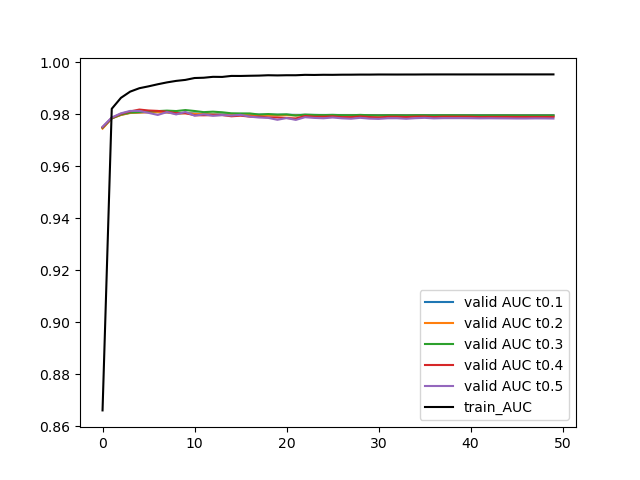 1.00
0.98
0.96
0.94
0.92
0.90
0.88
0.86
0 10 20 30 40 50
valid AUC t0.1
valid AUC t0.2
valid AUC t0.3
valid AUC t0.4
valid AUC t0.5
train_AUC